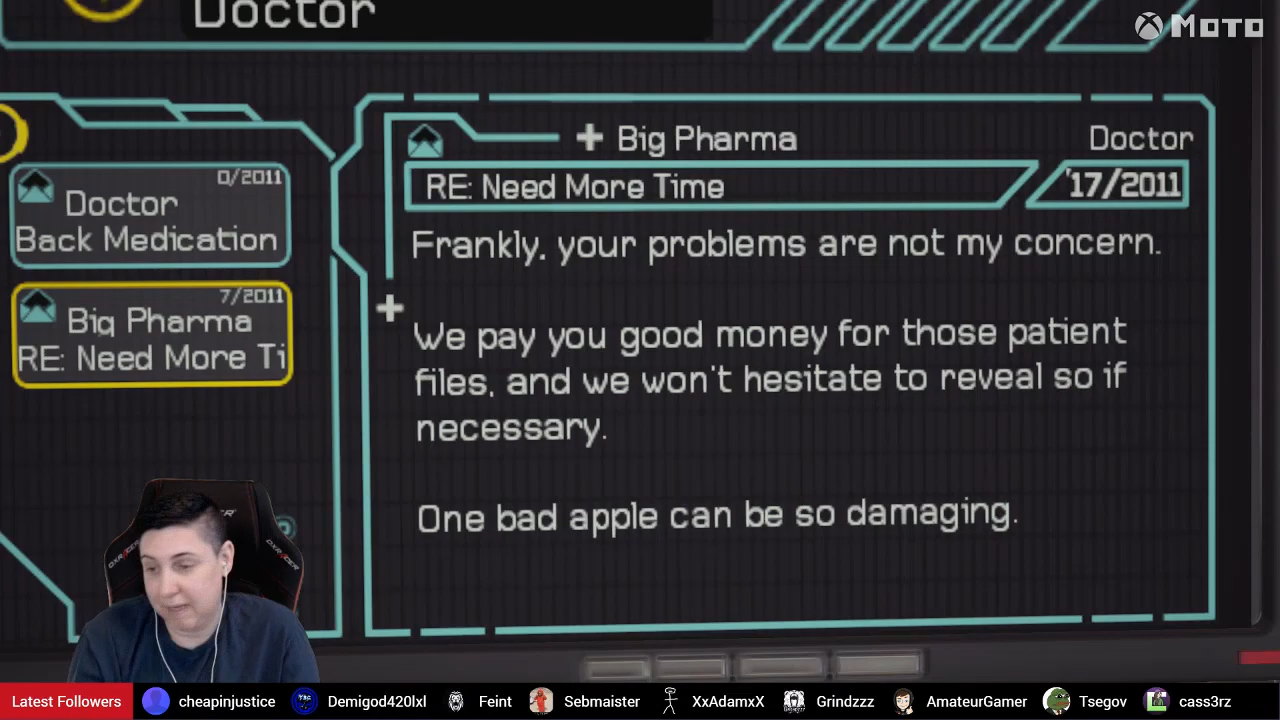 Doctor
Moto
0/2011
Doctor
Back Medication
7/2011
Big Pharma
RE: Need More Ti
Big Pharma
Doctor
RE: Need More Time
'17/2011
Frankly, your problems are not my concern.
We pay you good money for those patient
files, and we won't hesitate to reveal so if
necessary.
One bad apple can be so damaging.
DXRACER
Latest Followers
cheapinjustice
Demigod420lxl
Feint
Sebmaister
XxAdamxX
Grindzzz
AmateurGamer
Tsegov
cass3rz